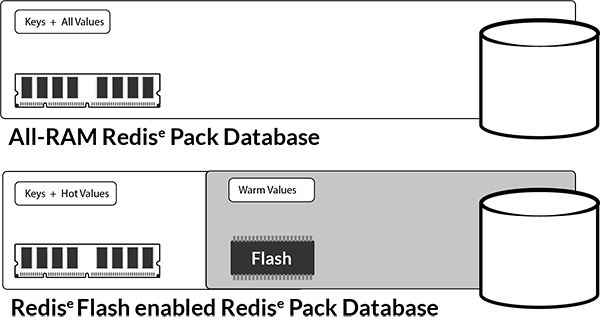 Keys + All Values
All-RAM Redisᵉ Pack Database
Keys + Hot Values
Warm Values
Flash
Redisᵉ Flash enabled Redisᵉ Pack Database